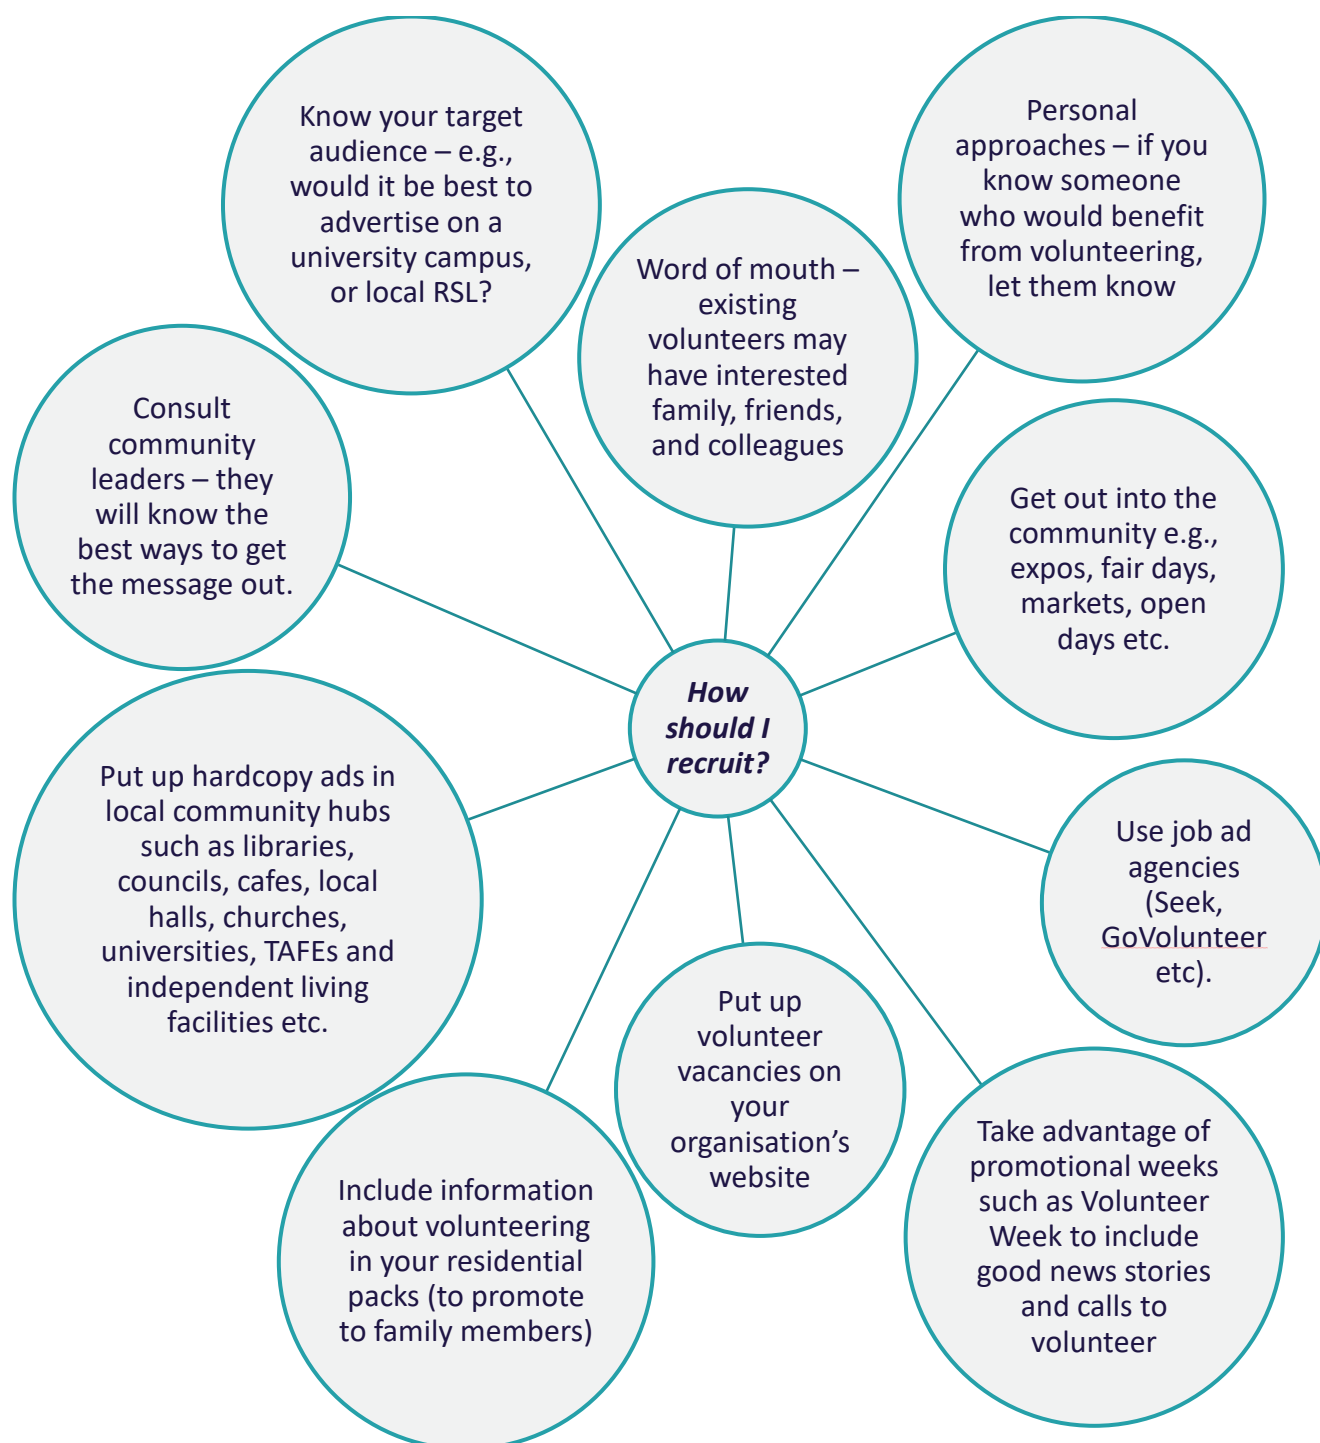 Know your target
audience – e.g.,
would it be best to
advertise on a
university campus,
or local RSL?
Word of mouth –
existing
volunteers may
have interested
family, friends,
and colleagues
Personal
approaches – if you
know someone
who would benefit
from volunteering,
let them know
Consult
community
leaders – they
will know the
best ways to get
the message out.
Get out into the
community e.g.,
expos, fair days,
markets, open
days etc.
How
should I
recruit?
Put up hardcopy ads in
local community hubs
such as libraries,
councils, cafes, local
halls, churches,
universities, TAFEs and
independent living
facilities etc.
Use job ad
agencies
(Seek,
GoVolunteer
etc).
Include information
about volunteering
in your residential
packs (to promote
to family members)
Put up
volunteer
vacancies on
your
organisation’s
website
Take advantage of
promotional weeks
such as Volunteer
Week to include
good news stories
and calls to
volunteer